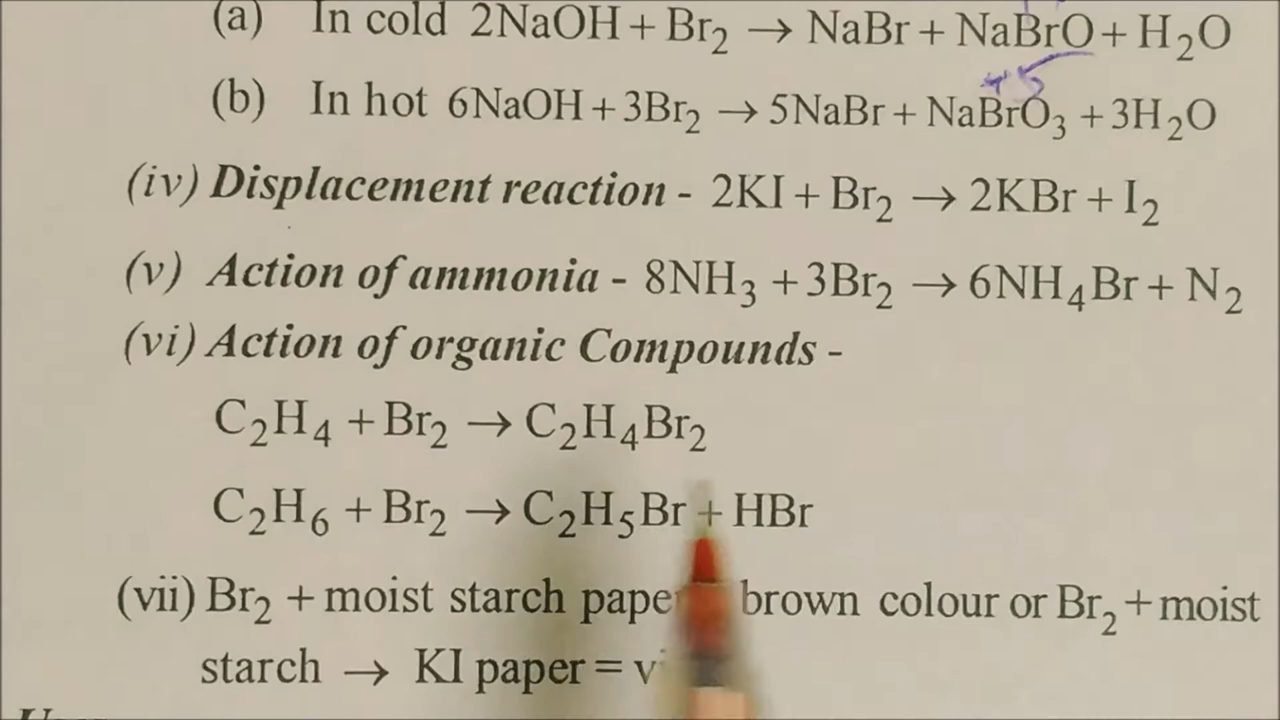 (a) In cold 2NaOH + Br₂ → NaBr + NaBrO + H₂O
+5
(b) In hot 6NaOH + 3Br₂ → 5NaBr + NaBrO₃ + 3H₂O
(iv) Displacement reaction - 2KI + Br₂ → 2KBr + I₂
(v) Action of ammonia - 8NH₃ + 3Br₂ → 6NH₄Br + N₂
(vi) Action of organic Compounds -
C₂H₄ + Br₂ → C₂H₄Br₂
C₂H₆ + Br₂ → C₂H₅Br + HBr
(vii) Br₂ + moist starch brown colour or Br₂ + moist
starch → KI paper =